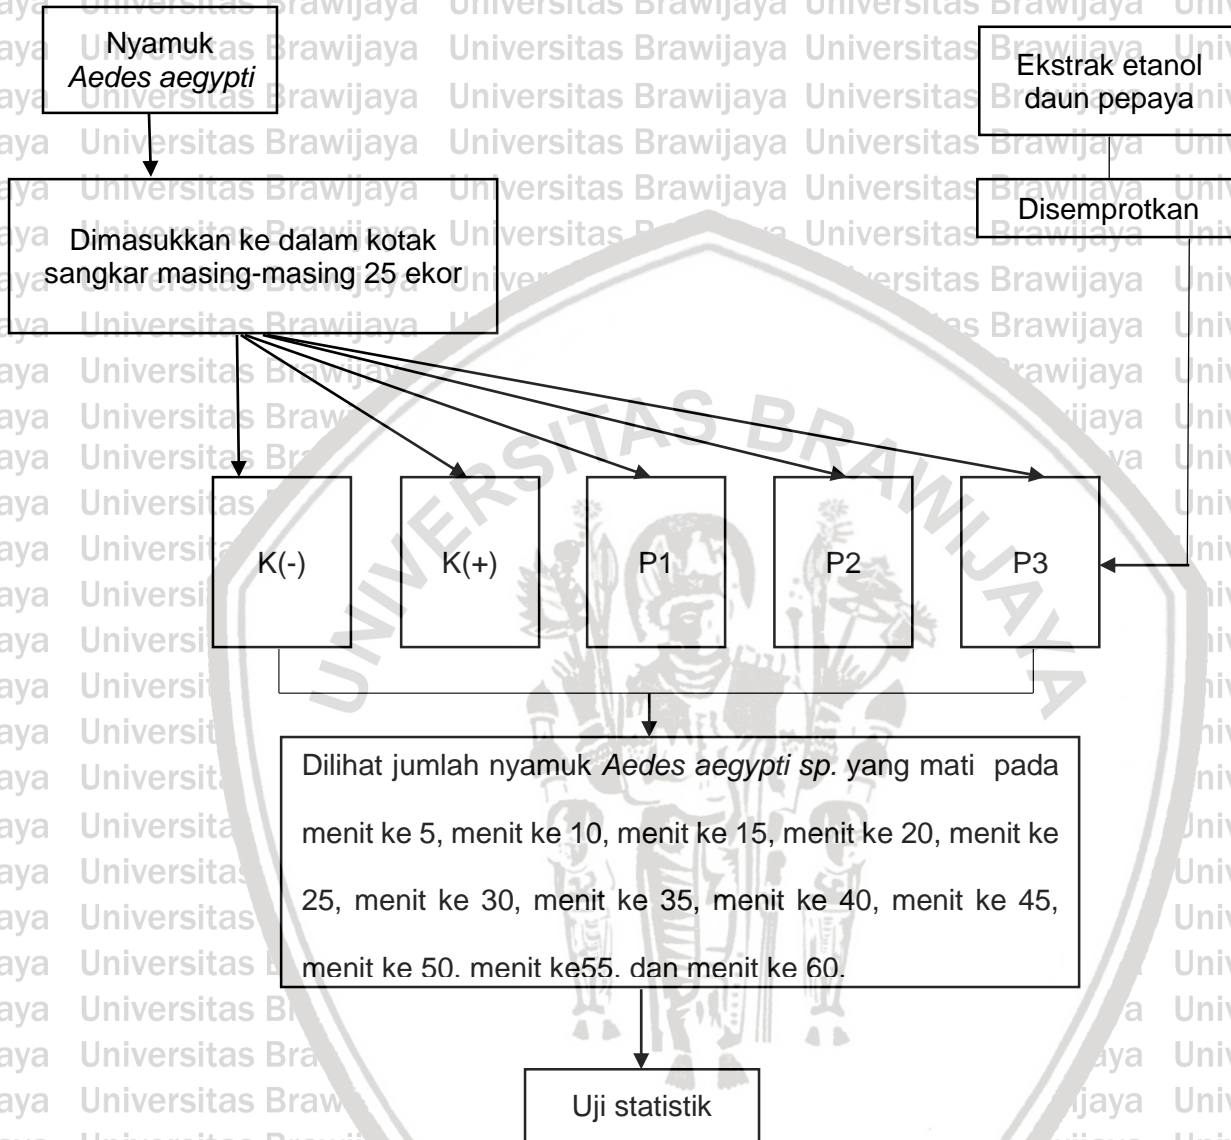 Nyamuk
Aedes aegypti
Ekstrak etanol
daun pepaya
Disemprotkan
Dimasukkan ke dalam kotak
sangkar masing-masing 25 ekor
K(-)
K(+)
P1
P2
P3
Dilihat jumlah nyamuk Aedes aegypti sp. yang mati pada
menit ke 5, menit ke 10, menit ke 15, menit ke 20, menit ke
25, menit ke 30, menit ke 35, menit ke 40, menit ke 45,
menit ke 50. menit ke55. dan menit ke 60.
Uji statistik
UNIVERSITAS BRAWIJAYA